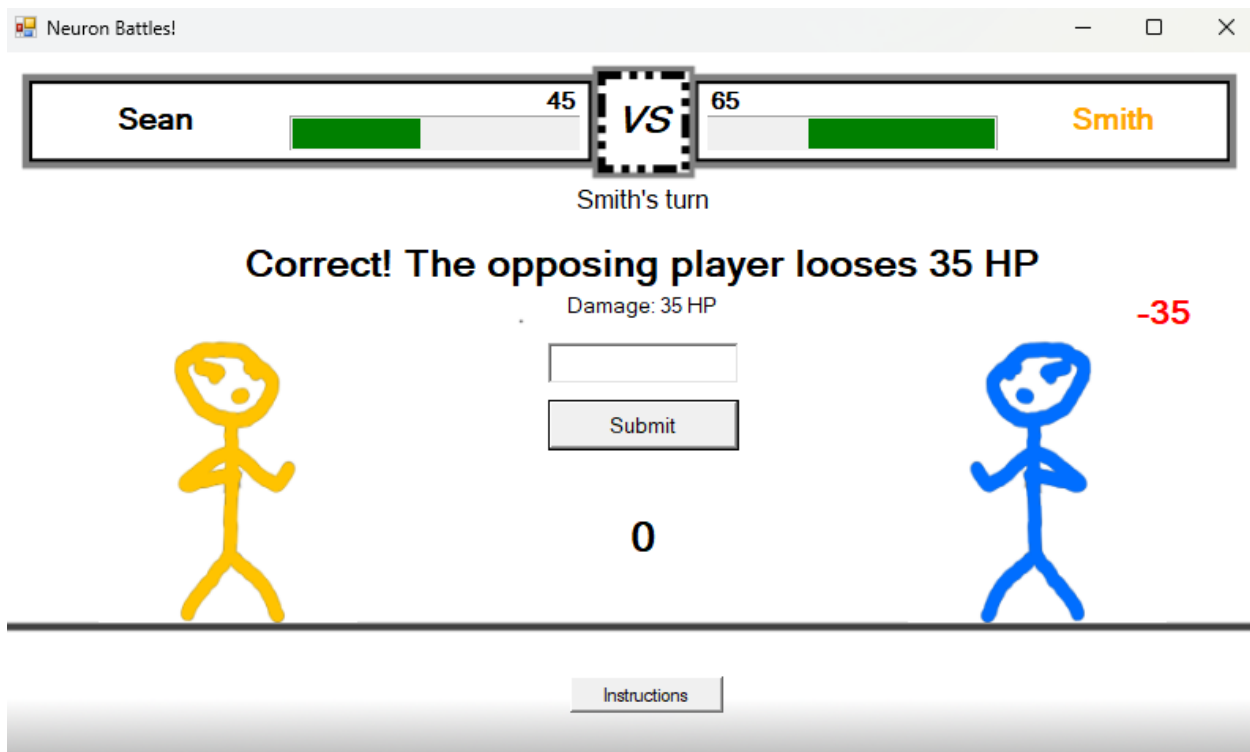 Neuron Battles!
Sean 45 VS 65 Smith
Smith's turn
Correct! The opposing player looses 35 HP
Damage: 35 HP
-35
Submit
0
Instructions